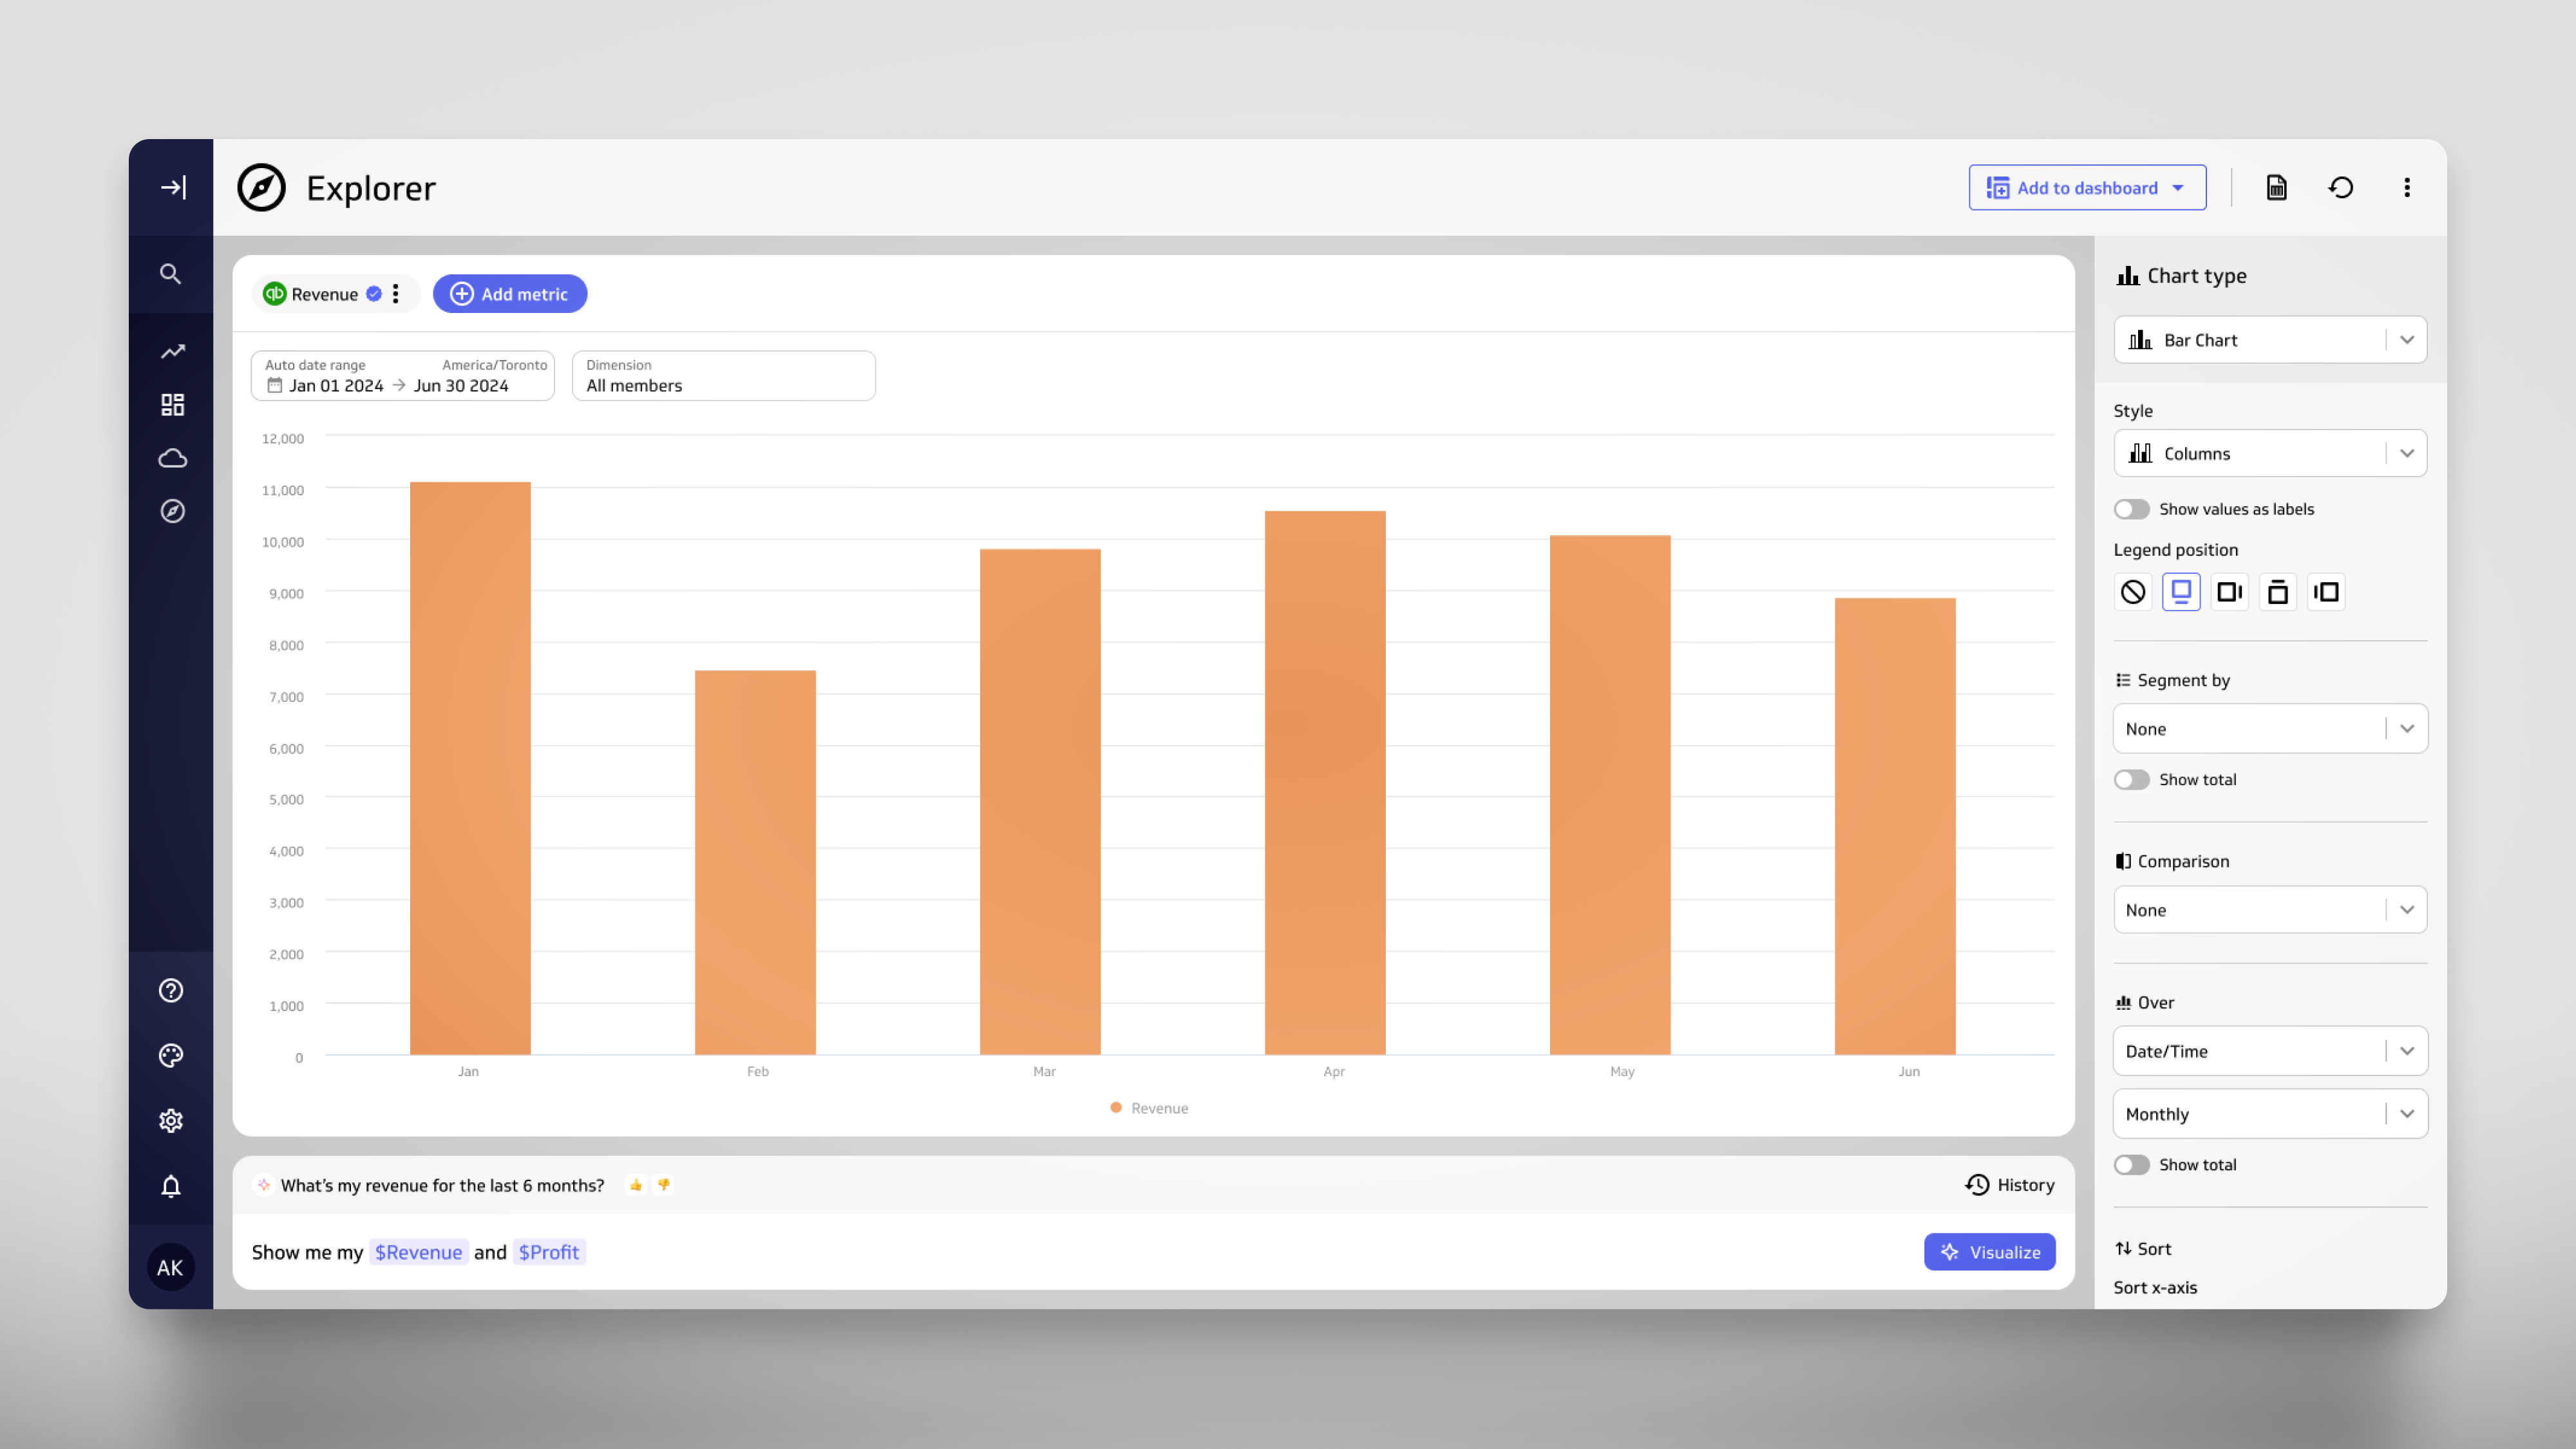 Explorer
Add to dashboard
qb Revenue
Add metric
Auto date range America/Toronto
Jan 01 2024 → Jun 30 2024
Dimension
All members
12,000
11,000
10,000
9,000
8,000
7,000
6,000
5,000
4,000
3,000
2,000
1,000
0
Jan Feb Mar Apr May Jun
Revenue
What’s my revenue for the last 6 months?
History
Show me my $Revenue and $Profit
Visualize
AK
Chart type
Bar Chart
Style
Columns
Show values as labels
Legend position
Segment by
None
Show total
Comparison
None
Over
Date/Time
Monthly
Show total
Sort
Sort x-axis